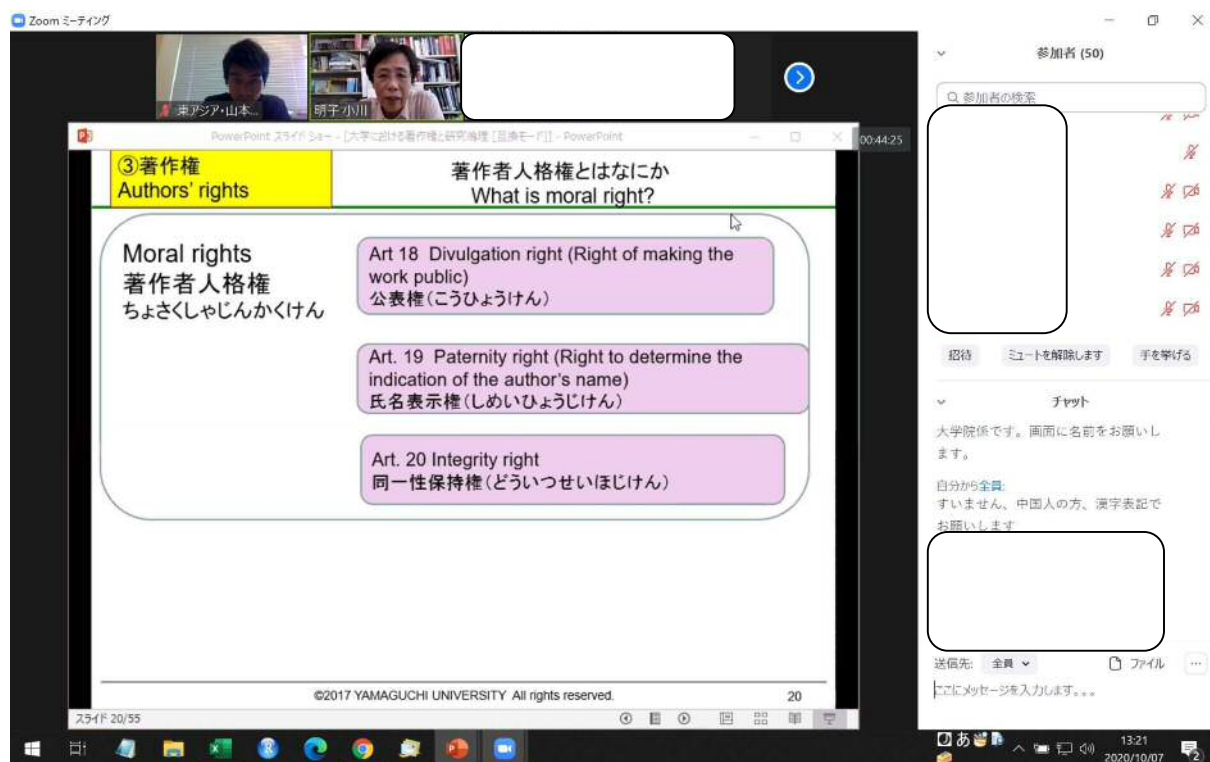 Zoom ミーティング
東アジア・山本...
明子 小川
参加者 (50)
参加者の検索
PowerPoint スライド ショー - [大学における著作権と研究倫理 [互換モード]] - PowerPoint
00:44:25
③著作権
Authors' rights
著作者人格権とはなにか
What is moral right?
Moral rights
著作者人格権
ちょさくしゃじんかくけん
Art 18 Divulgation right (Right of making the
work public)
公表権（こうひょうけん）
Art. 19 Paternity right (Right to determine the
indication of the author's name)
氏名表示権（しめいひょうじけん）
Art. 20 Integrity right
同一性保持権（どういつせいほじけん）
©2017 YAMAGUCHI UNIVERSITY All rights reserved.
20
スライド 20/55
招待 ミュートを解除します 手を挙げる
チャット
大学院係です。画面に名前をお願いし
ます。
自分から全員:
すいません、中国人の方、漢字表記で
お願いします
送信先: 全員 ファイル ...
ここにメッセージを入力します。。。
あ
13:21
2020/10/07
2